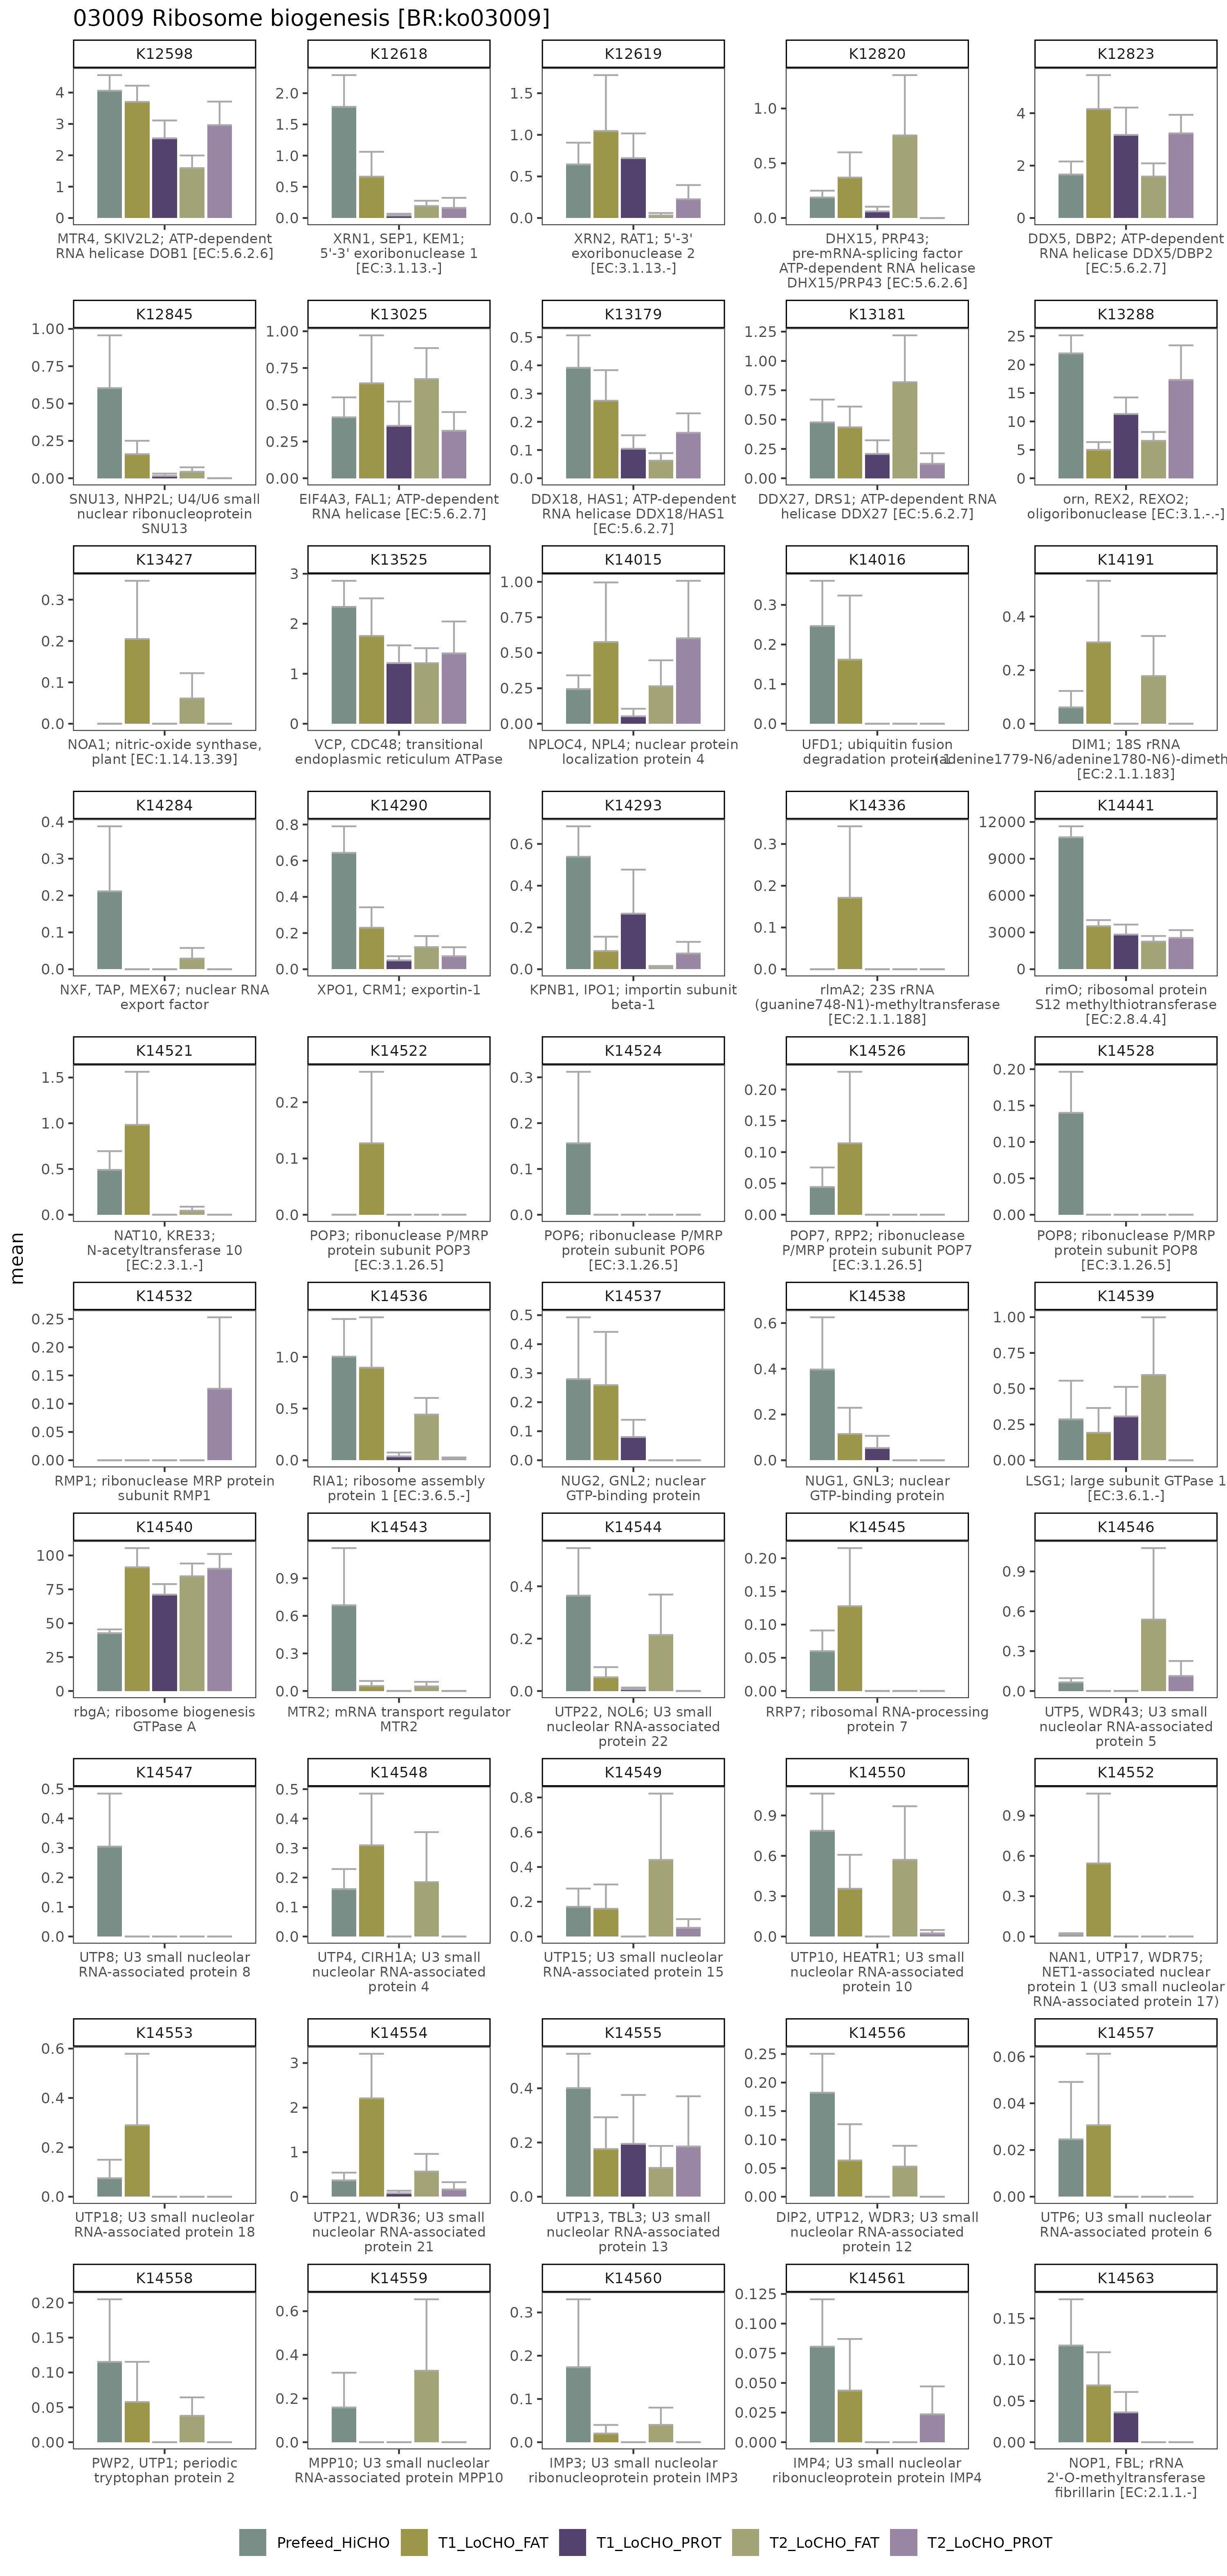 03009 Ribosome biogenesis [BR:ko03009]
mean
K12598
4
3
2
1
0
MTR4, SKIV2L2; ATP-dependent
RNA helicase DOB1 [EC:5.6.2.6]
K12618
2.0
1.5
1.0
0.5
0.0
XRN1, SEP1, KEM1;
5'-3' exoribonuclease 1
[EC:3.1.13.-]
K12619
1.5
1.0
0.5
0.0
XRN2, RAT1; 5'-3'
exoribonuclease 2
[EC:3.1.13.-]
K12820
1.0
0.5
0.0
DHX15, PRP43;
pre-mRNA-splicing factor
ATP-dependent RNA helicase
DHX15/PRP43 [EC:5.6.2.6]
K12823
4
2
0
DDX5, DBP2; ATP-dependent
RNA helicase DDX5/DBP2
[EC:5.6.2.7]
K12845
1.00
0.75
0.50
0.25
0.00
SNU13, NHP2L; U4/U6 small
nuclear ribonucleoprotein
SNU13
K13025
1.00
0.75
0.50
0.25
0.00
EIF4A3, FAL1; ATP-dependent
RNA helicase [EC:5.6.2.7]
K13179
0.5
0.4
0.3
0.2
0.1
0.0
DDX18, HAS1; ATP-dependent
RNA helicase DDX18/HAS1
[EC:5.6.2.7]
K13181
1.25
1.00
0.75
0.50
0.25
0.00
DDX27, DRS1; ATP-dependent RNA
helicase DDX27 [EC:5.6.2.7]
K13288
25
20
15
10
5
0
orn, REX2, REXO2;
oligoribonuclease [EC:3.1.-.-]
K13427
0.3
0.2
0.1
0.0
NOA1; nitric-oxide synthase,
plant [EC:1.14.13.39]
K13525
3
2
1
0
VCP, CDC48; transitional
endoplasmic reticulum ATPase
K14015
1.00
0.75
0.50
0.25
0.00
NPLOC4, NPL4; nuclear protein
localization protein 4
K14016
0.3
0.2
0.1
0.0
UFD1; ubiquitin fusion
degradation protein 1
K14191
0.4
0.2
0.0
DIM1; 18S rRNA
(adenine1779-N6/adenine1780-N6)-dimeth
[EC:2.1.1.183]
K14284
0.4
0.3
0.2
0.1
0.0
NXF, TAP, MEX67; nuclear RNA
export factor
K14290
0.8
0.6
0.4
0.2
0.0
XPO1, CRM1; exportin-1
K14293
0.6
0.4
0.2
0.0
KPNB1, IPO1; importin subunit
beta-1
K14336
0.3
0.2
0.1
0.0
rlmA2; 23S rRNA
(guanine748-N1)-methyltransferase
[EC:2.1.1.188]
K14441
12000
9000
6000
3000
0
rimO; ribosomal protein
S12 methylthiotransferase
[EC:2.8.4.4]
K14521
1.5
1.0
0.5
0.0
NAT10, KRE33;
N-acetyltransferase 10
[EC:2.3.1.-]
K14522
0.2
0.1
0.0
POP3; ribonuclease P/MRP
protein subunit POP3
[EC:3.1.26.5]
K14524
0.3
0.2
0.1
0.0
POP6; ribonuclease P/MRP
protein subunit POP6
[EC:3.1.26.5]
K14526
0.20
0.15
0.10
0.05
0.00
POP7, RPP2; ribonuclease
P/MRP protein subunit POP7
[EC:3.1.26.5]
K14528
0.20
0.15
0.10
0.05
0.00
POP8; ribonuclease P/MRP
protein subunit POP8
[EC:3.1.26.5]
K14532
0.25
0.20
0.15
0.10
0.05
0.00
RMP1; ribonuclease MRP protein
subunit RMP1
K14536
1.0
0.5
0.0
RIA1; ribosome assembly
protein 1 [EC:3.6.5.-]
K14537
0.5
0.4
0.3
0.2
0.1
0.0
NUG2, GNL2; nuclear
GTP-binding protein
K14538
0.6
0.4
0.2
0.0
NUG1, GNL3; nuclear
GTP-binding protein
K14539
1.00
0.75
0.50
0.25
0.00
LSG1; large subunit GTPase 1
[EC:3.6.1.-]
K14540
100
75
50
25
0
rbgA; ribosome biogenesis
GTPase A
K14543
0.9
0.6
0.3
0.0
MTR2; mRNA transport regulator
MTR2
K14544
0.4
0.2
0.0
UTP22, NOL6; U3 small
nucleolar RNA-associated
protein 22
K14545
0.20
0.15
0.10
0.05
0.00
RRP7; ribosomal RNA-processing
protein 7
K14546
0.9
0.6
0.3
0.0
UTP5, WDR43; U3 small
nucleolar RNA-associated
protein 5
K14547
0.5
0.4
0.3
0.2
0.1
0.0
UTP8; U3 small nucleolar
RNA-associated protein 8
K14548
0.5
0.4
0.3
0.2
0.1
0.0
UTP4, CIRH1A; U3 small
nucleolar RNA-associated
protein 4
K14549
0.8
0.6
0.4
0.2
0.0
UTP15; U3 small nucleolar
RNA-associated protein 15
K14550
0.9
0.6
0.3
0.0
UTP10, HEATR1; U3 small
nucleolar RNA-associated
protein 10
K14552
0.9
0.6
0.3
0.0
NAN1, UTP17, WDR75;
NET1-associated nuclear
protein 1 (U3 small nucleolar
RNA-associated protein 17)
K14553
0.6
0.4
0.2
0.0
UTP18; U3 small nucleolar
RNA-associated protein 18
K14554
3
2
1
0
UTP21, WDR36; U3 small
nucleolar RNA-associated
protein 21
K14555
0.4
0.2
0.0
UTP13, TBL3; U3 small
nucleolar RNA-associated
protein 13
K14556
0.25
0.20
0.15
0.10
0.05
0.00
DIP2, UTP12, WDR3; U3 small
nucleolar RNA-associated
protein 12
K14557
0.06
0.04
0.02
0.00
UTP6; U3 small nucleolar
RNA-associated protein 6
K14558
0.20
0.15
0.10
0.05
0.00
PWP2, UTP1; periodic
tryptophan protein 2
K14559
0.6
0.4
0.2
0.0
MPP10; U3 small nucleolar
RNA-associated protein MPP10
K14560
0.3
0.2
0.1
0.0
IMP3; U3 small nucleolar
ribonucleoprotein protein IMP3
K14561
0.125
0.100
0.075
0.050
0.025
0.000
IMP4; U3 small nucleolar
ribonucleoprotein protein IMP4
K14563
0.15
0.10
0.05
0.00
NOP1, FBL; rRNA
2'-O-methyltransferase
fibrillarin [EC:2.1.1.-]
Prefeed_HiCHO
T1_LoCHO_FAT
T1_LoCHO_PROT
T2_LoCHO_FAT
T2_LoCHO_PROT